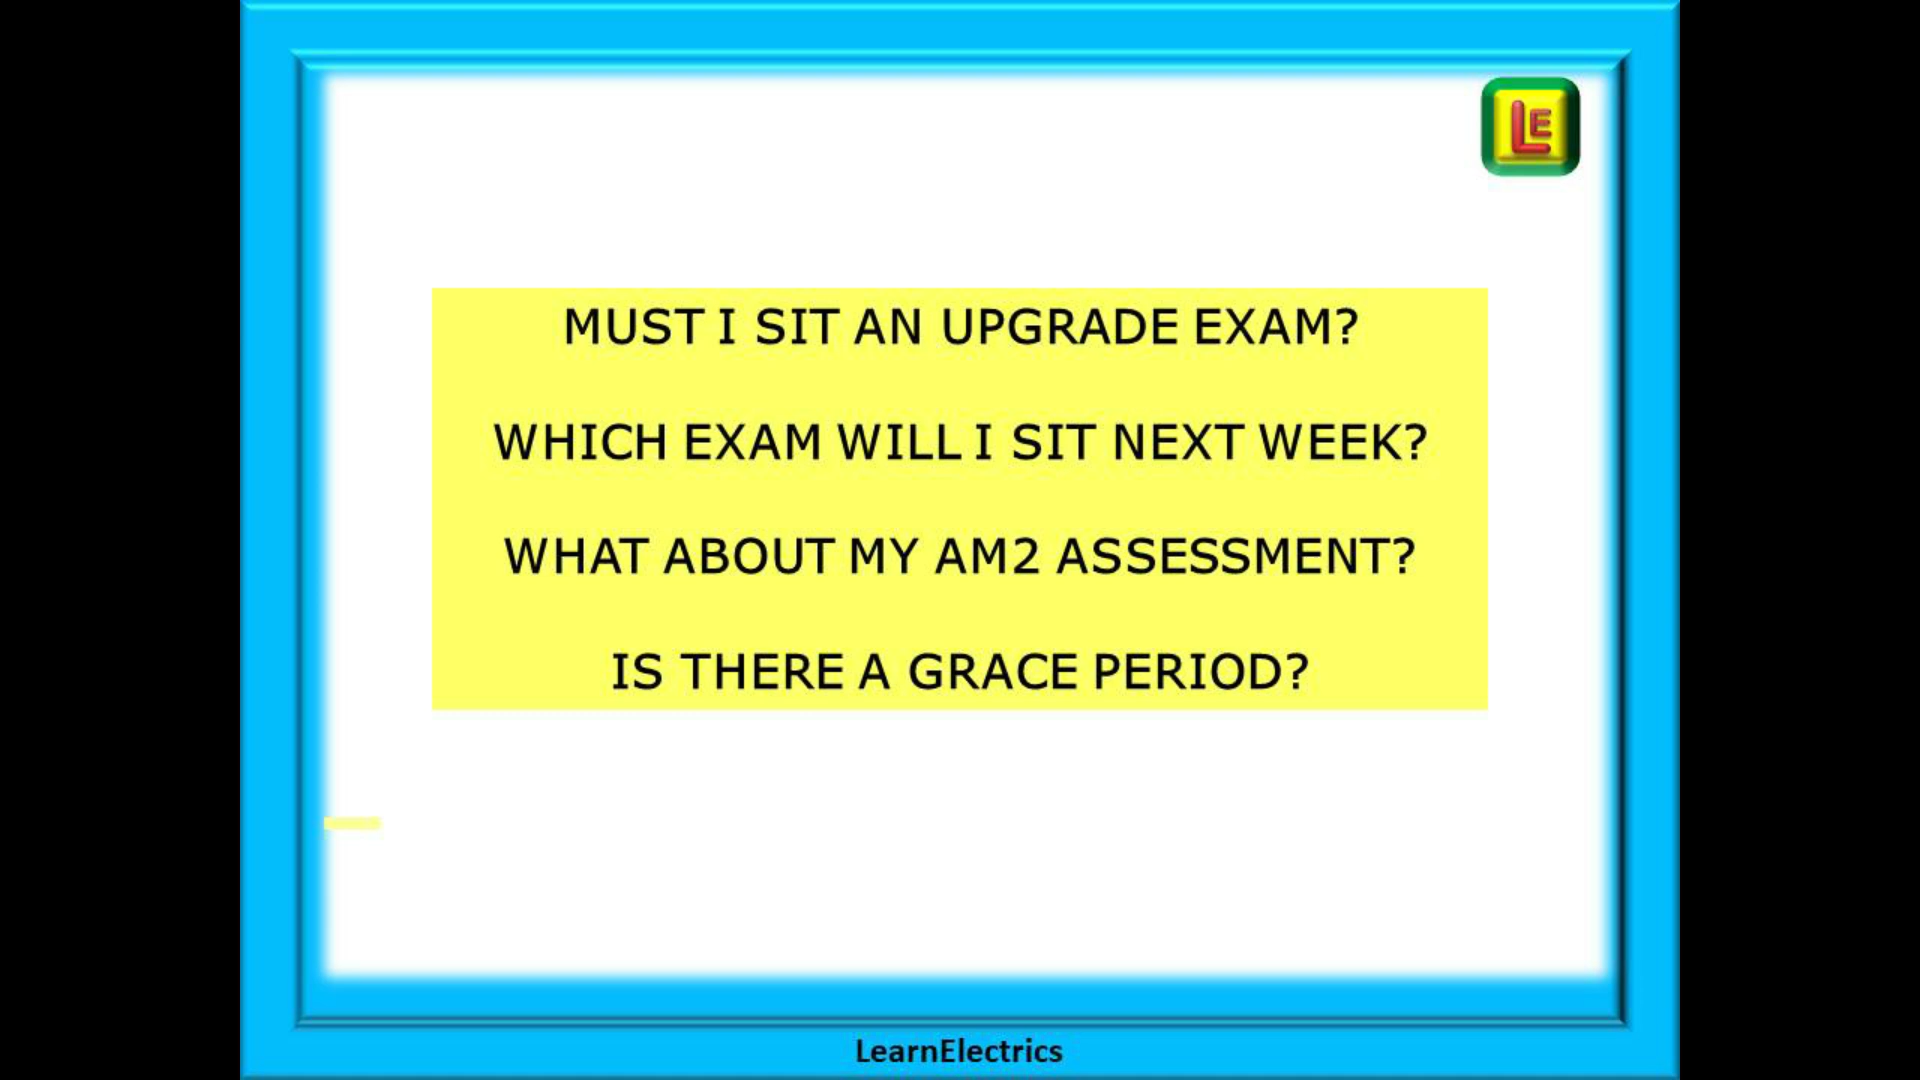 LE
MUST I SIT AN UPGRADE EXAM?
WHICH EXAM WILL I SIT NEXT WEEK?
WHAT ABOUT MY AM2 ASSESSMENT?
IS THERE A GRACE PERIOD?
LearnElectrics